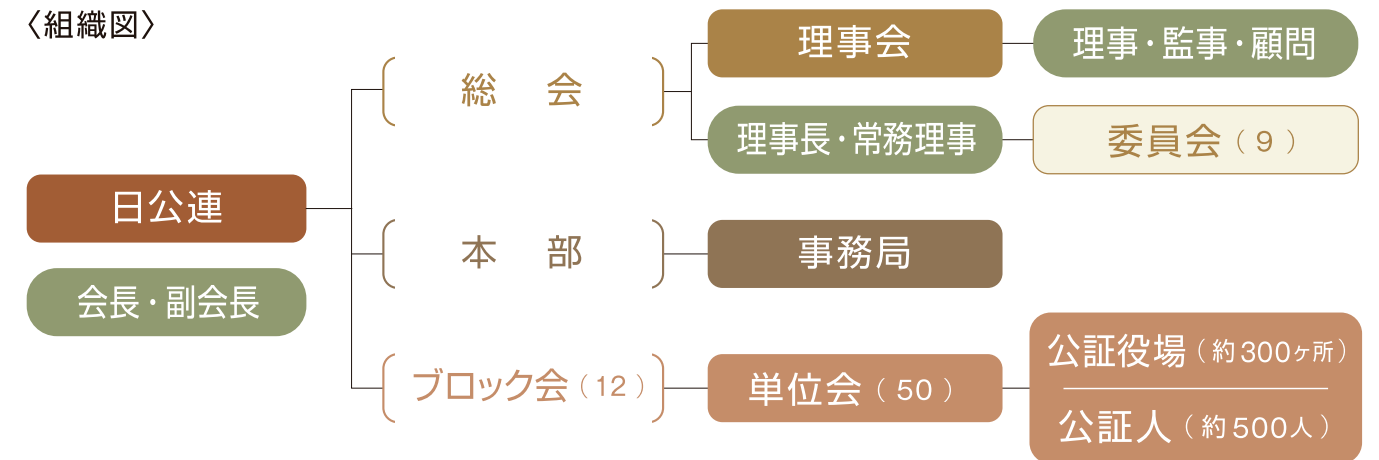 〈組織図〉
日公連
会長・副会長
総　会
理事会
理事・監事・顧問
理事長・常務理事
委員会（9）
本　部
事務局
ブロック会（12）
単位会（50）
公証役場（約300ヶ所）
公証人（約500人）